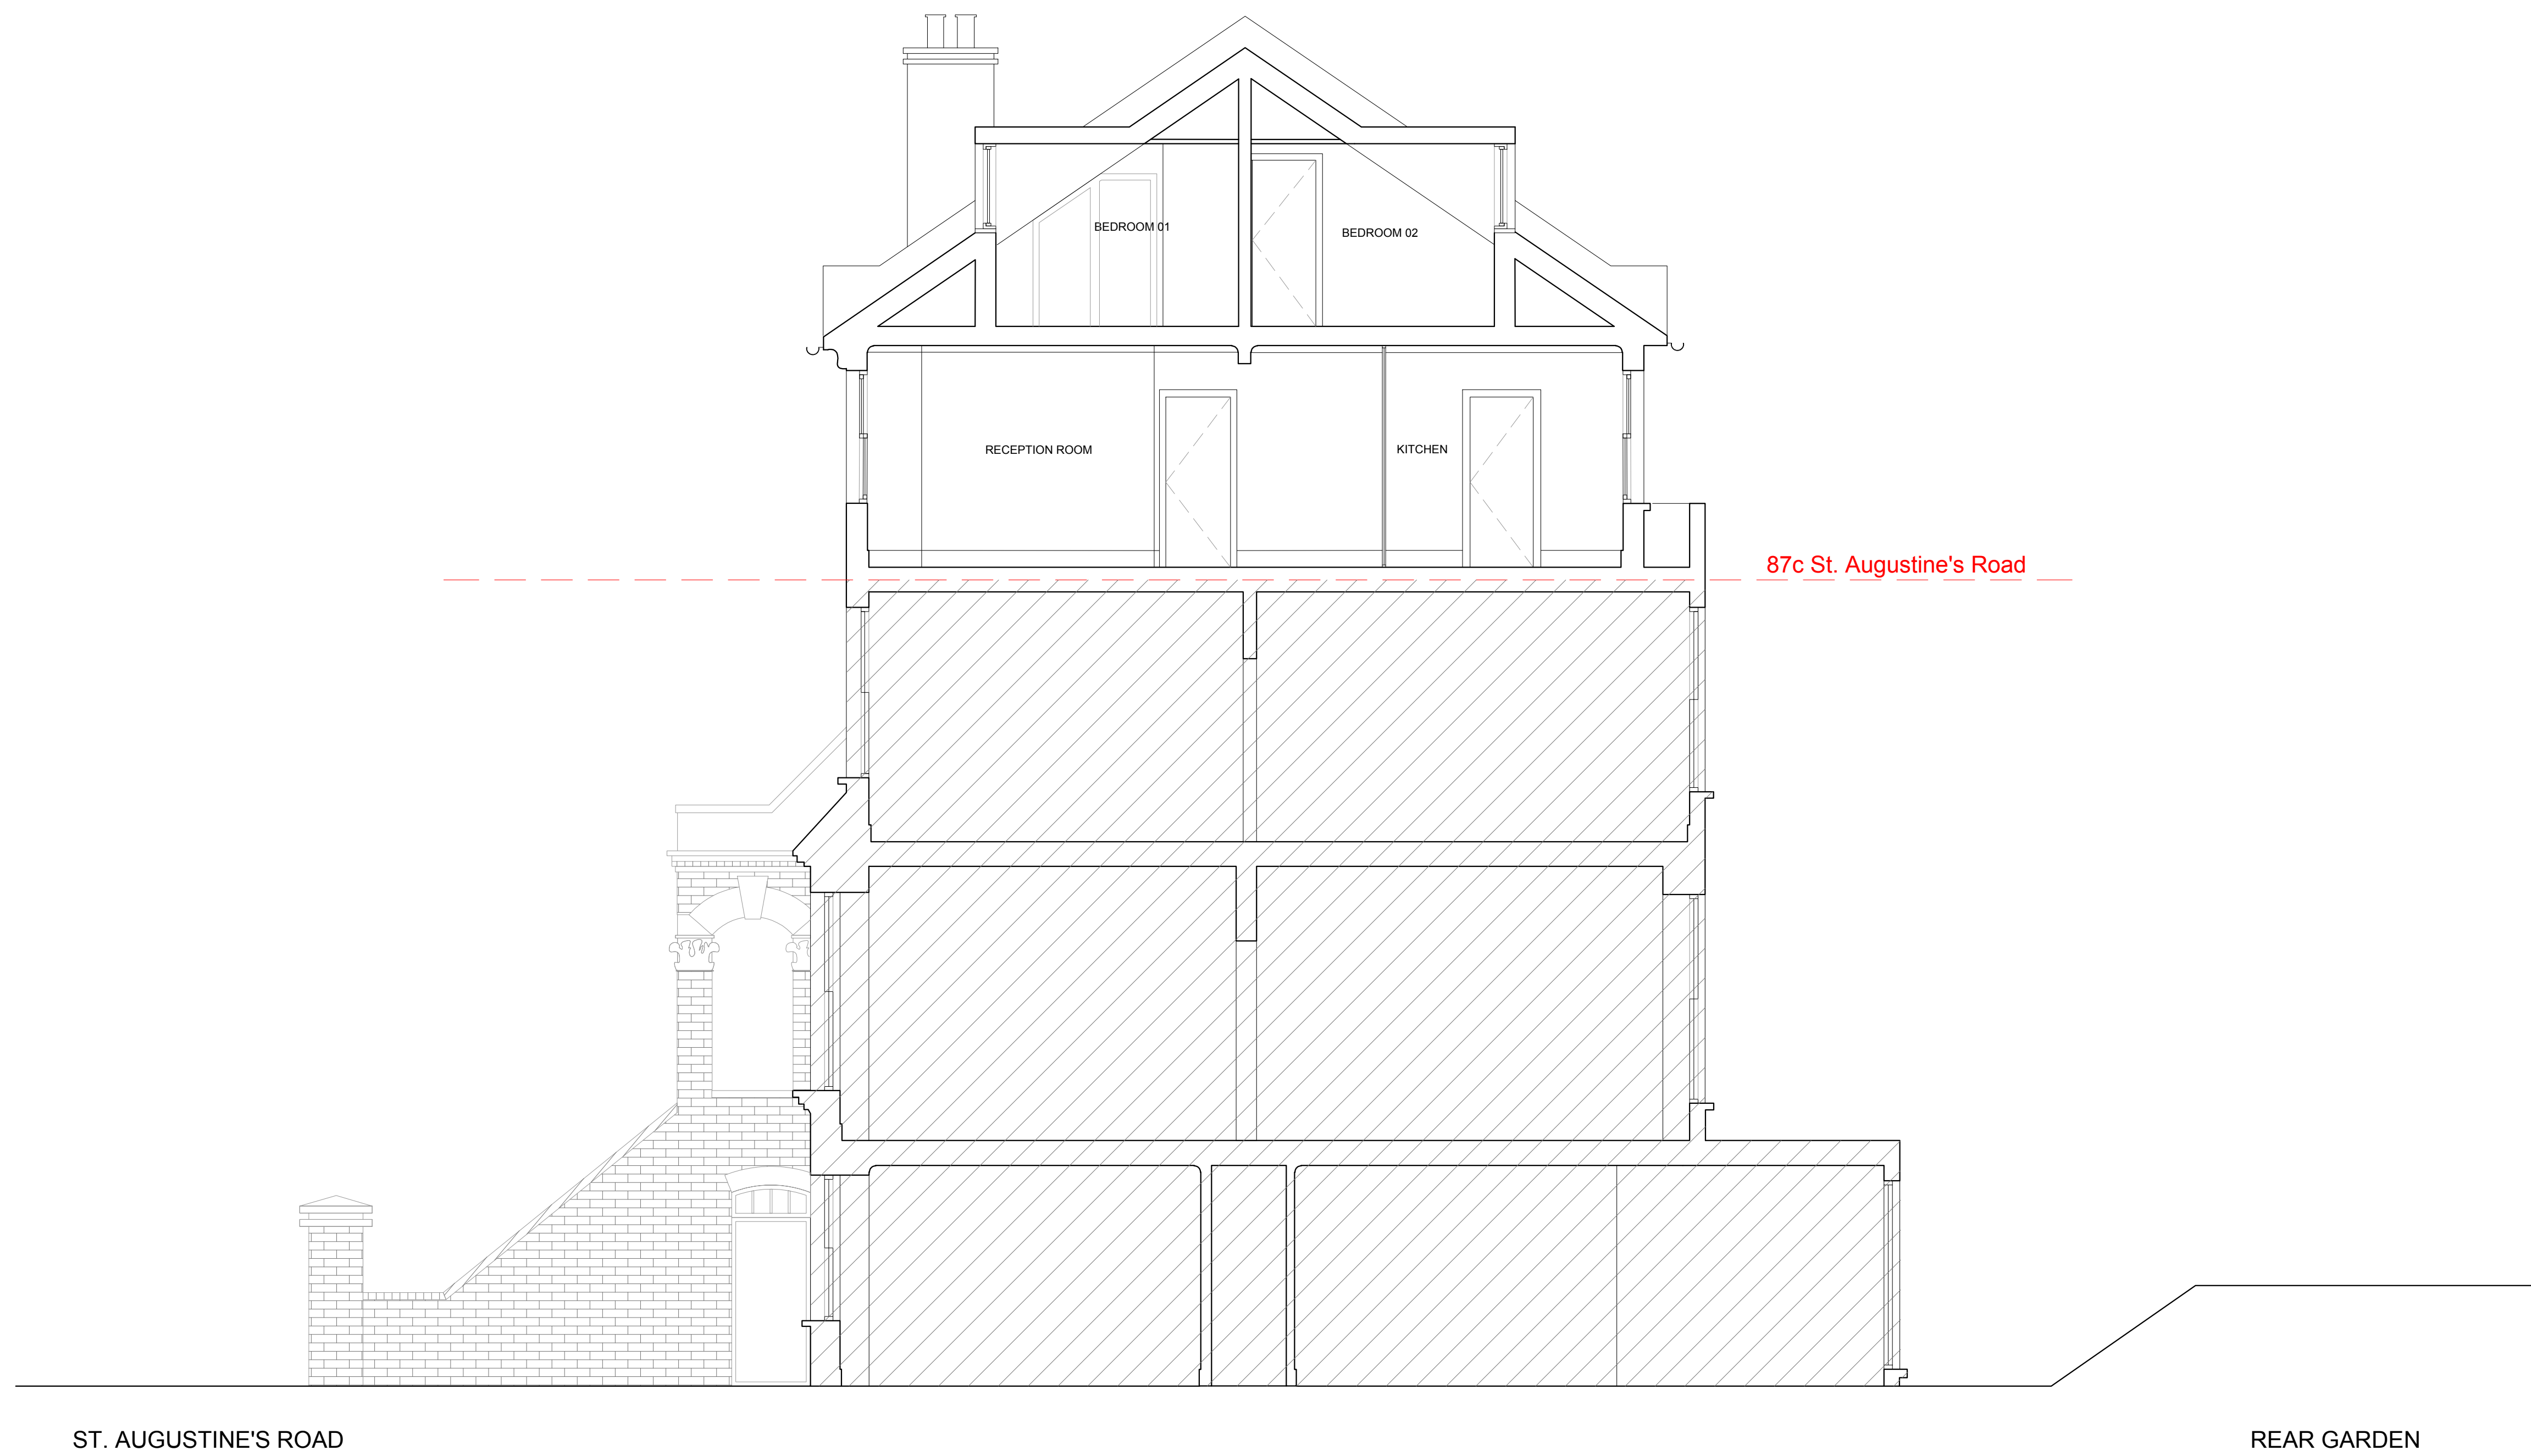 BEDROOM 01
BEDROOM 02
RECEPTION ROOM
KITCHEN
87c St. Augustine's Road
ST. AUGUSTINE'S ROAD
REAR GARDEN